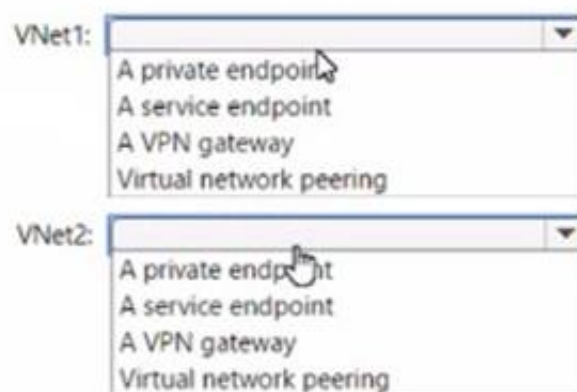 VNet1:
A private endpoint
A service endpoint
A VPN gateway
Virtual network peering
VNet2:
A private endpoint
A service endpoint
A VPN gateway
Virtual network peering